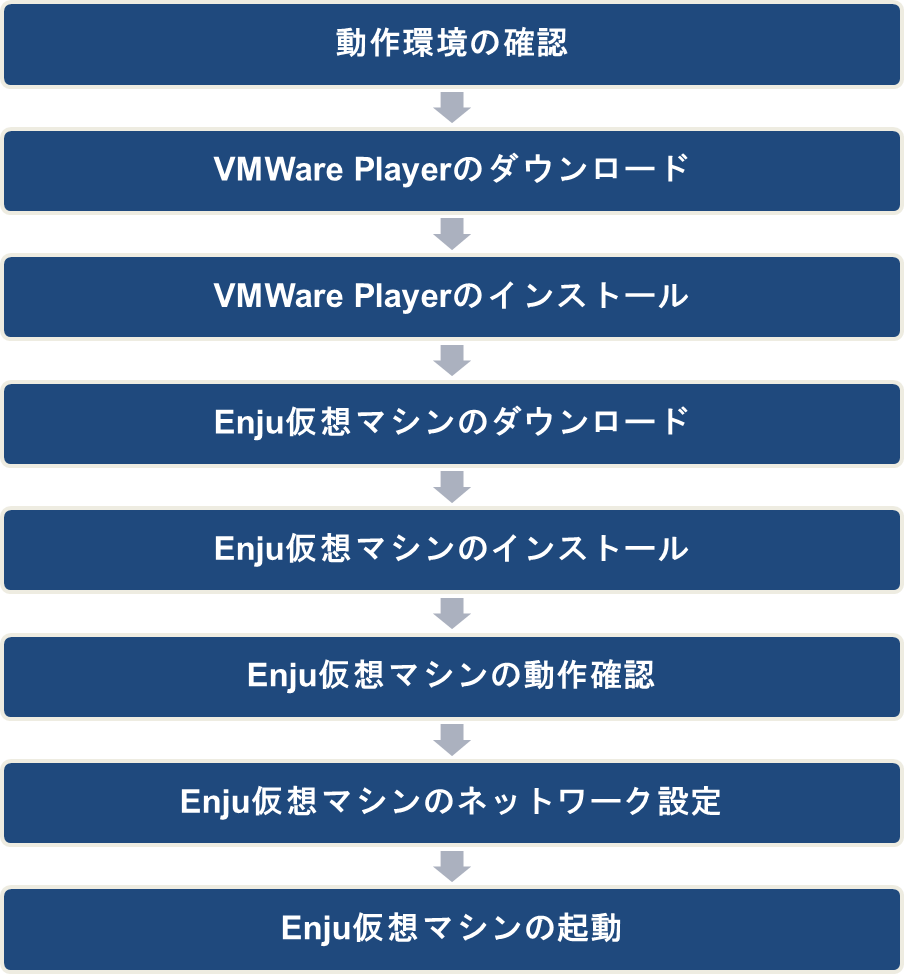 動作環境の確認
VMWare Playerのダウンロード
VMWare Playerのインストール
Enju仮想マシンのダウンロード
Enju仮想マシンのインストール
Enju仮想マシンの動作確認
Enju仮想マシンのネットワーク設定
Enju仮想マシンの起動